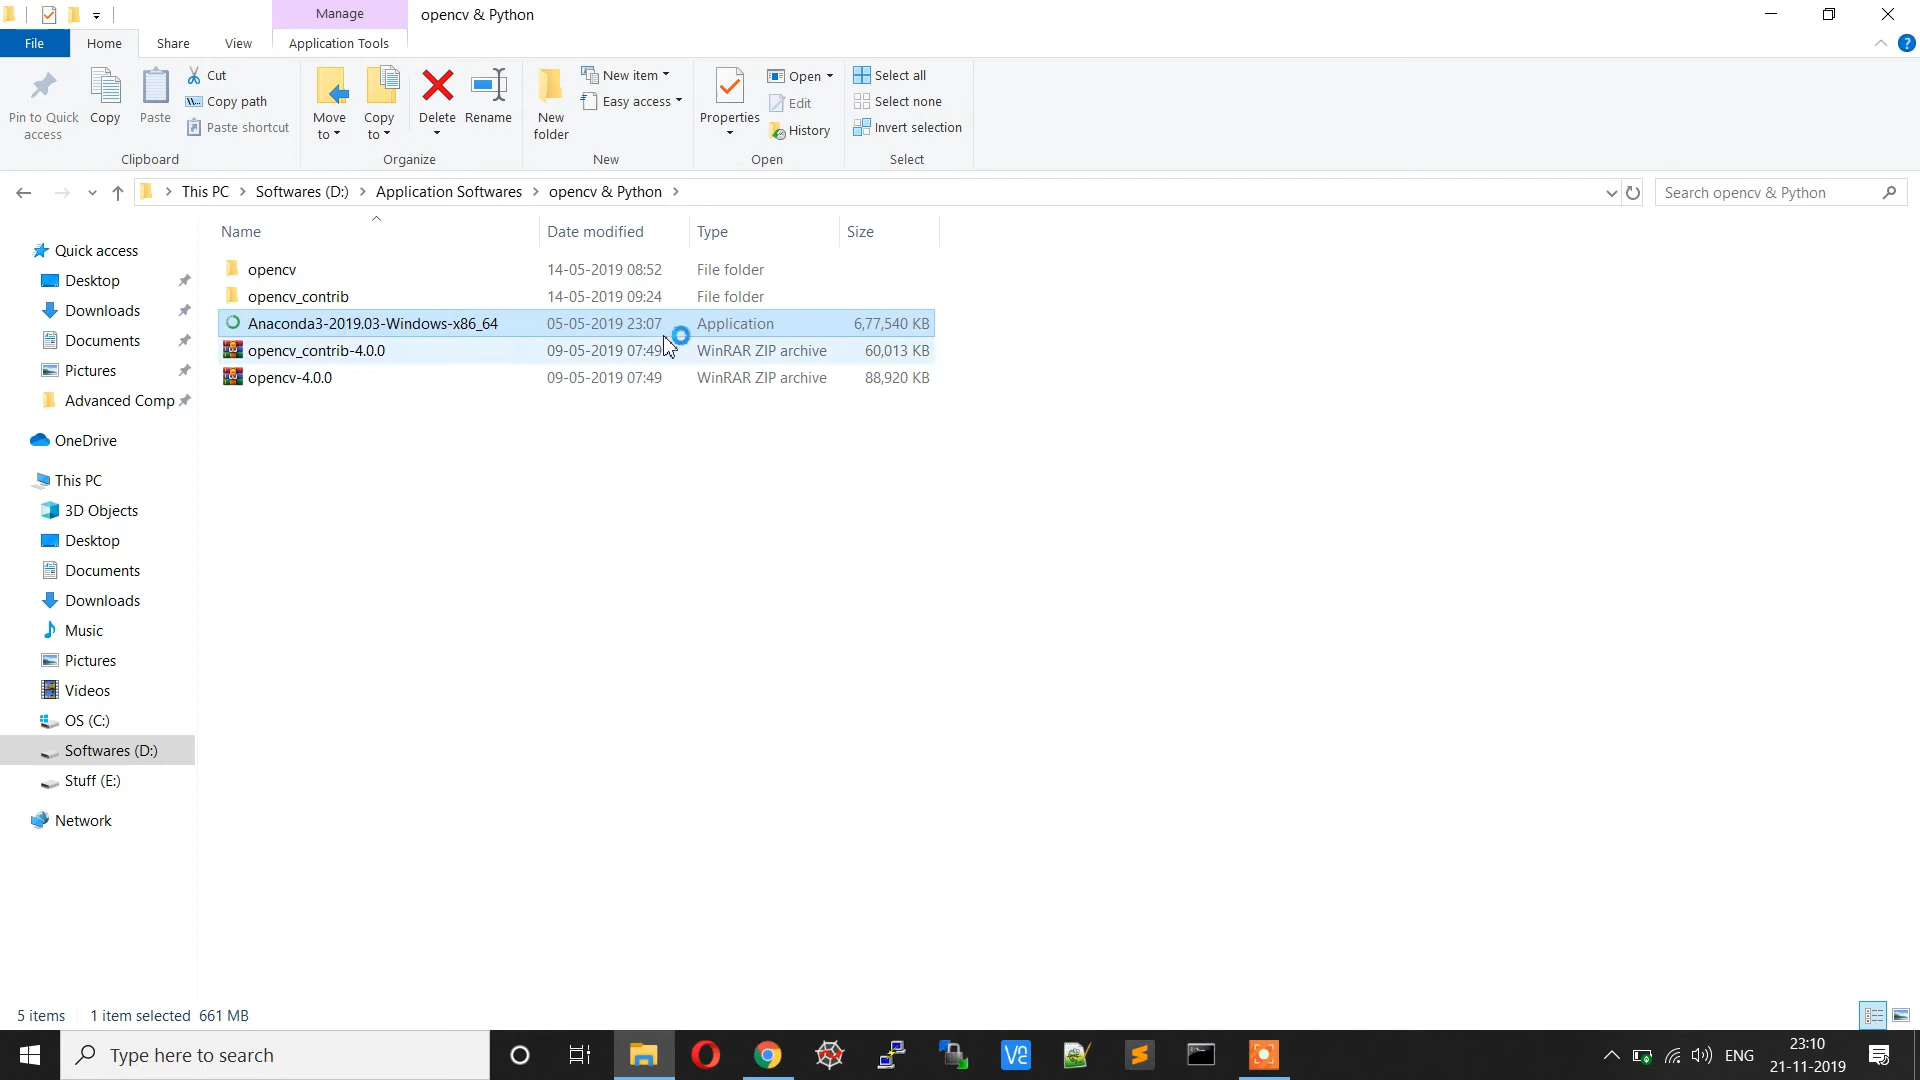 Manage
opencv & Python
File
Home
Share
View
Application Tools
Pin to Quick access
Copy
Paste
Cut
Copy path
Paste shortcut
Clipboard
Move to
Copy to
Delete
Rename
Organize
New folder
New item
Easy access
New
Properties
Open
Edit
History
Open
Select all
Select none
Invert selection
Select
This PC > Softwares (D:) > Application Softwares > opencv & Python >
Search opencv & Python
Name Date modified Type Size
opencv 14-05-2019 08:52 File folder
opencv_contrib 14-05-2019 09:24 File folder
Anaconda3-2019.03-Windows-x86_64 05-05-2019 23:07 Application 6,77,540 KB
opencv_contrib-4.0.0 09-05-2019 07:49 WinRAR ZIP archive 60,013 KB
opencv-4.0.0 09-05-2019 07:49 WinRAR ZIP archive 88,920 KB
Quick access
Desktop
Downloads
Documents
Pictures
Advanced Comp
OneDrive
This PC
3D Objects
Desktop
Documents
Downloads
Music
Pictures
Videos
OS (C:)
Softwares (D:)
Stuff (E:)
Network
5 items 1 item selected 661 MB
Type here to search
ENG
23:10
21-11-2019